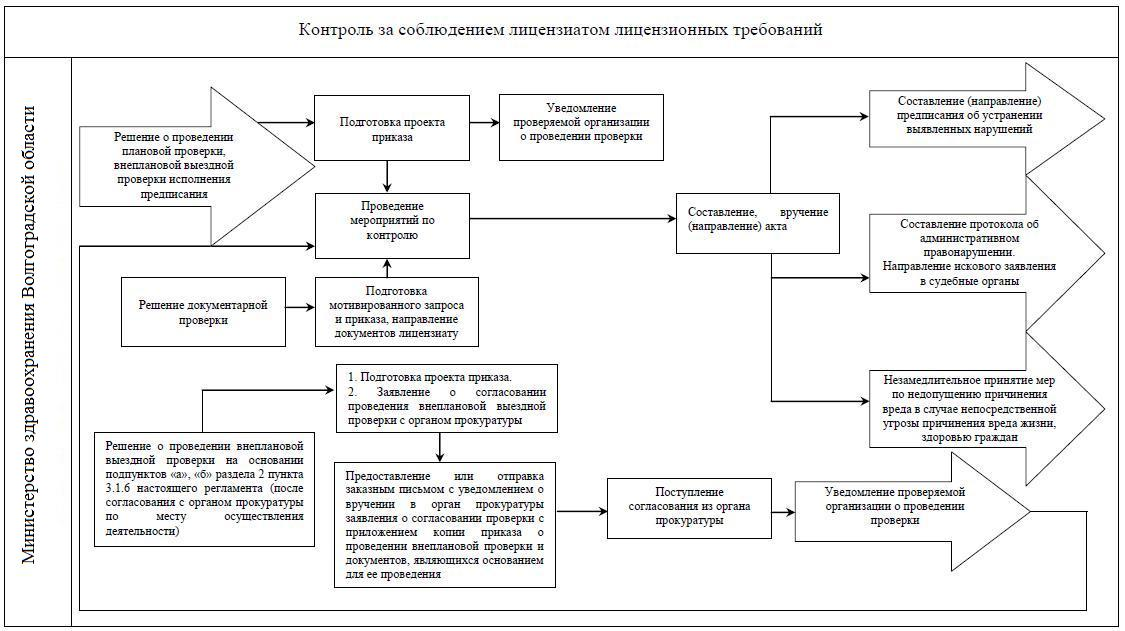 Контроль за соблюдением лицензиатом лицензионных требований
Министерство здравоохранения Волгоградской области
Решение о проведении
плановой проверки,
внеплановой выездной
проверки исполнения
предписания
Подготовка проекта
приказа
Уведомление
проверяемой организации
о проведении проверки
Составление (направление)
предписания об устранении
выявленных нарушений
Проведение
мероприятий по
контролю
Составление, вручение
(направление) акта
Составление протокола об
административном
правонарушении.
Направление искового заявления
в судебные органы
Решение документарной
проверки
Подготовка
мотивированного запроса
и приказа, направление
документов лицензиату
1. Подготовка проекта приказа.
2. Заявление о согласовании
проведения внеплановой выездной
проверки с органом прокуратуры
Незамедлительное принятие мер
по недопущению причинения
вреда в случае непосредственной
угрозы причинения вреда жизни,
здоровью граждан
Решение о проведении внеплановой
выездной проверки на основании
подпунктов «а», «б» раздела 2 пункта
3.1.6 настоящего регламента (после
согласования с органом прокуратуры
по месту осуществления
деятельности)
Предоставление или отправка
заказным письмом с уведомлением о
вручении в орган прокуратуры
заявления о согласовании проверки с
приложением копии приказа о
проведении внеплановой проверки и
документов, являющихся основанием
для ее проведения
Поступление
согласования из органа
прокуратуры
Уведомление проверяемой
организации о проведении
проверки